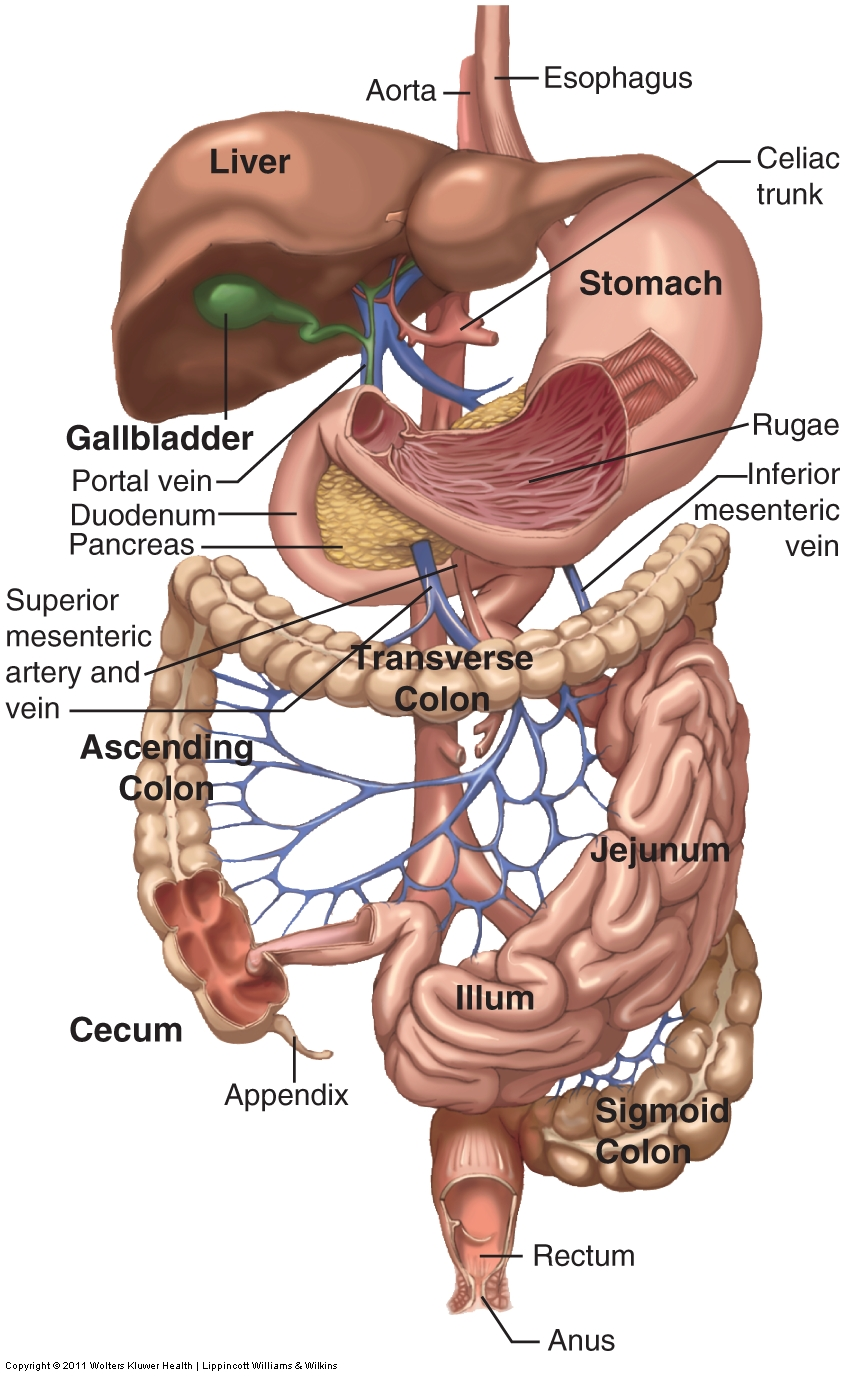 Aorta
Esophagus
Liver
Celiac
trunk
Stomach
Rugae
Gallbladder
Inferior
mesenteric
vein
Portal vein
Duodenum
Pancreas
Superior
mesenteric
artery and
vein
Transverse
Colon
Ascending
Colon
Jejunum
Illum
Cecum
Appendix
Sigmoid
Colon
Rectum
Anus
Copyright © 2011 Wolters Kluwer Health | Lippincott Williams & Wilkins